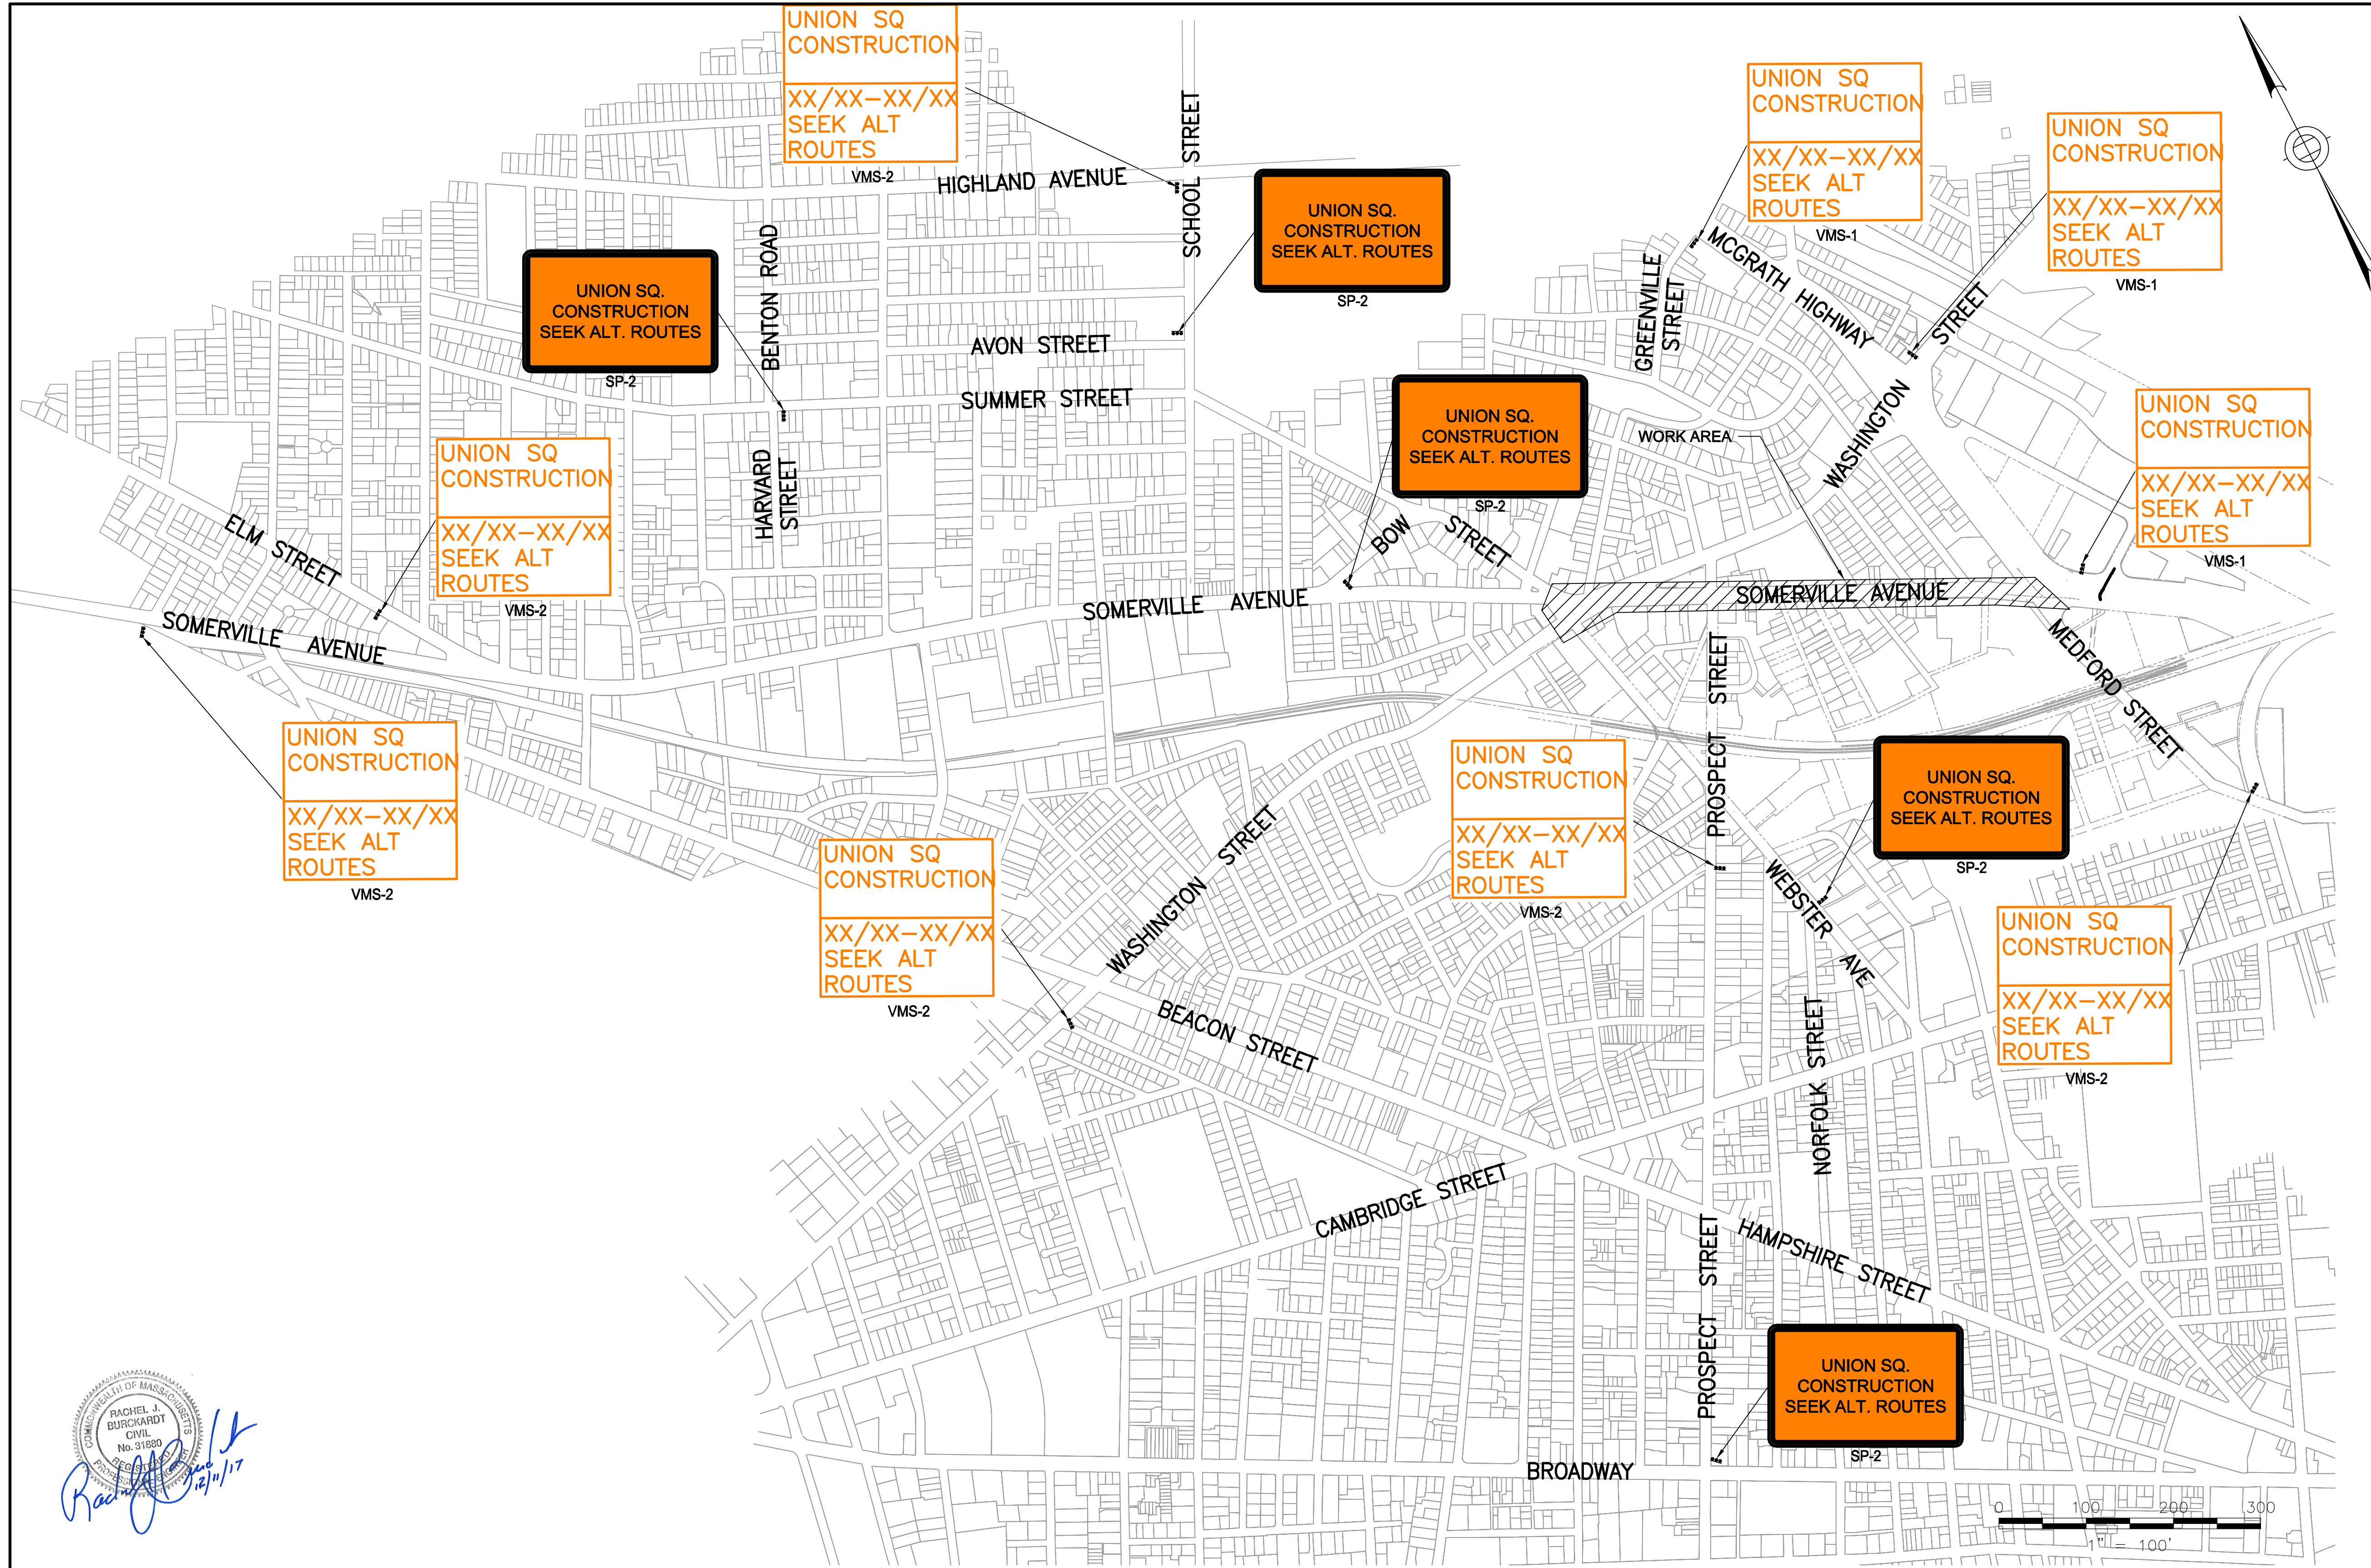 UNION SQ
CONSTRUCTION
XX/XX-XX/XX
SEEK ALT
ROUTES
VMS-2
HIGHLAND AVENUE
SCHOOL STREET
UNION SQ.
CONSTRUCTION
SEEK ALT. ROUTES
SP-2
UNION SQ
CONSTRUCTION
XX/XX-XX/XX
SEEK ALT
ROUTES
VMS-1
UNION SQ
CONSTRUCTION
XX/XX-XX/XX
SEEK ALT
ROUTES
VMS-1
UNION SQ.
CONSTRUCTION
SEEK ALT. ROUTES
SP-2
BENTON ROAD
AVON STREET
SUMMER STREET
GREENVILLE
STREET
MCGRATH HIGHWAY
WASHINGTON STREET
UNION SQ.
CONSTRUCTION
SEEK ALT. ROUTES
SP-2
WORK AREA
UNION SQ
CONSTRUCTION
XX/XX-XX/XX
SEEK ALT
ROUTES
VMS-1
UNION SQ
CONSTRUCTION
XX/XX-XX/XX
SEEK ALT
ROUTES
VMS-2
HARVARD
STREET
ELM STREET
BOW STREET
SOMERVILLE AVENUE
SOMERVILLE AVENUE
SOMERVILLE AVENUE
MEDFORD STREET
PROSPECT STREET
UNION SQ
CONSTRUCTION
XX/XX-XX/XX
SEEK ALT
ROUTES
VMS-2
UNION SQ
CONSTRUCTION
XX/XX-XX/XX
SEEK ALT
ROUTES
VMS-2
WASHINGTON STREET
UNION SQ
CONSTRUCTION
XX/XX-XX/XX
SEEK ALT
ROUTES
VMS-2
UNION SQ.
CONSTRUCTION
SEEK ALT. ROUTES
SP-2
WEBSTER AVE
UNION SQ
CONSTRUCTION
XX/XX-XX/XX
SEEK ALT
ROUTES
VMS-2
BEACON STREET
NORFOLK STREET
CAMBRIDGE STREET
PROSPECT STREET
HAMPSHIRE STREET
UNION SQ.
CONSTRUCTION
SEEK ALT. ROUTES
SP-2
BROADWAY
COMMONWEALTH OF MASSACHUSETTS
RACHEL J.
BURCKARDT
CIVIL
No. 31880
REGISTERED
PROFESSIONAL ENGINEER
12/11/17
0 100 200 300
1" = 100'